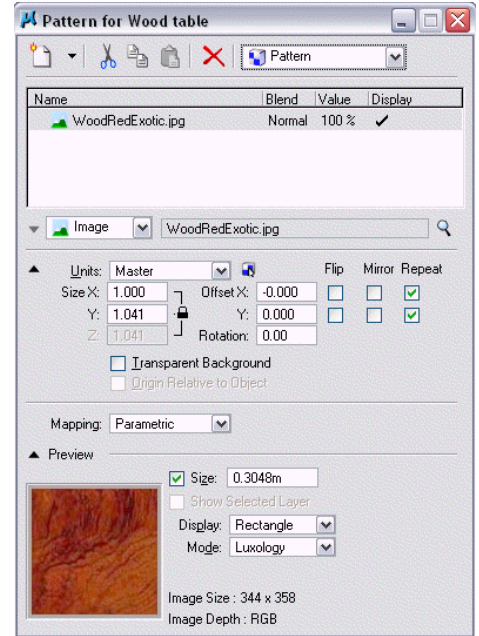 Pattern for Wood table
Pattern
Name Blend Value Display
WoodRedExotic.jpg Normal 100 %
Image WoodRedExotic.jpg
Units: Master Flip Mirror Repeat
Size X: 1.000 Offset X: -0.000
Y: 1.041 Y: 0.000
Z: 1.041 Rotation: 0.00
Transparent Background
Origin Relative to Object
Mapping: Parametric
Preview
Size: 0.3048m
Show Selected Layer
Display: Rectangle
Mode: Luxology
Image Size : 344 x 358
Image Depth : RGB